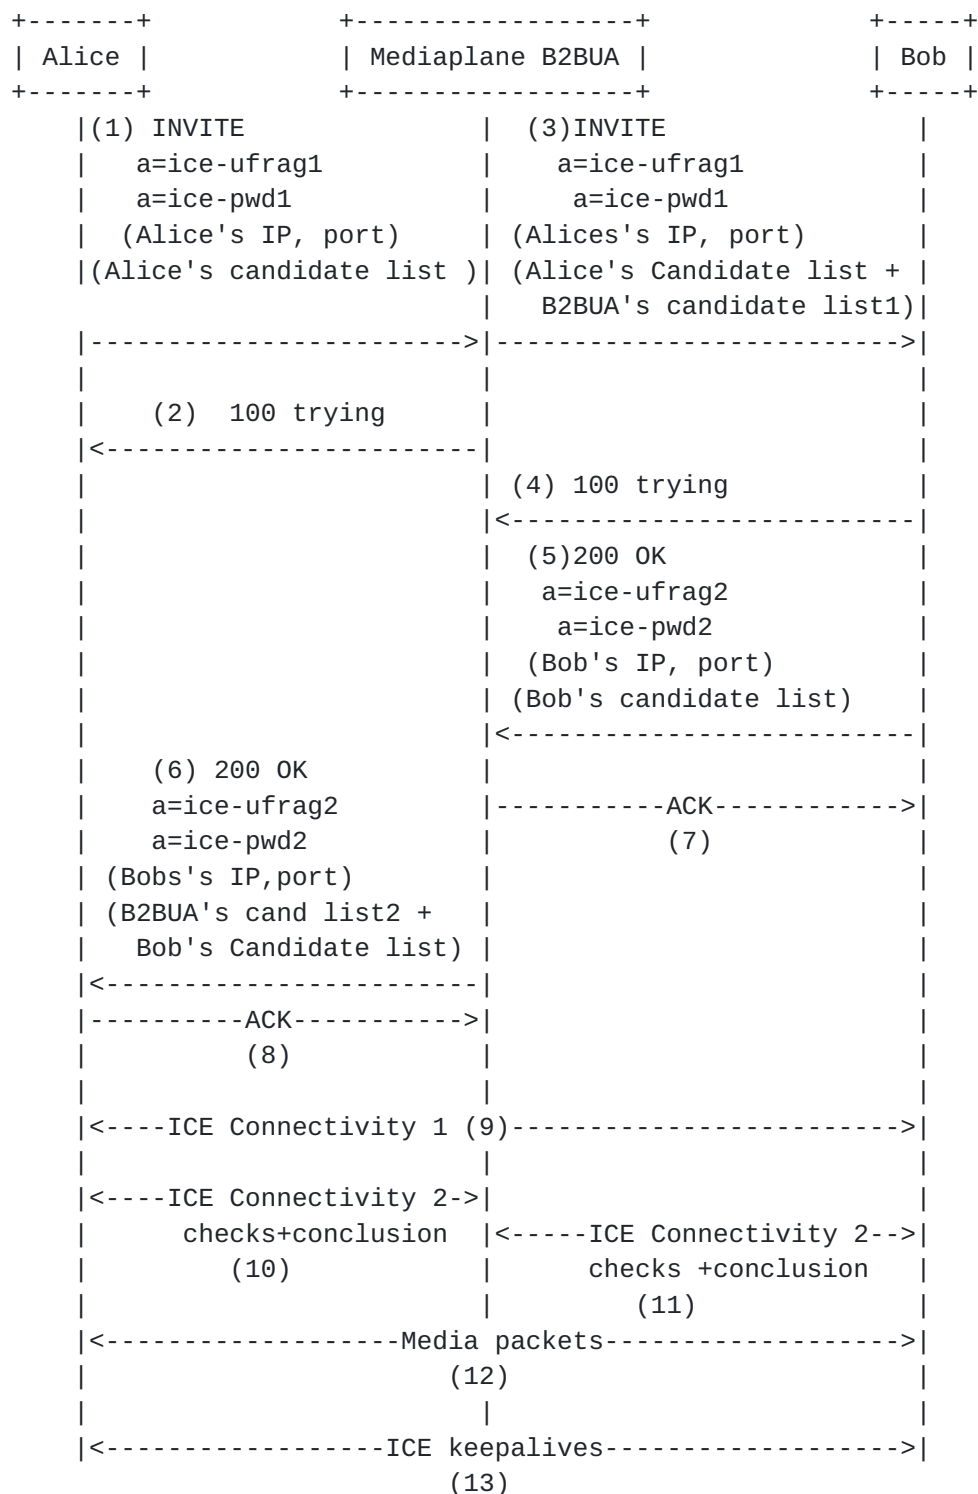 +-------+            +------------------+              +-----+
| Alice |            | Mediaplane B2BUA |              | Bob |
+-------+            +------------------+              +-----+
    |(1) INVITE               |  (3)INVITE                |
    |   a=ice-ufrag1          |    a=ice-ufrag1           |
    |   a=ice-pwd1            |     a=ice-pwd1            |
    |  (Alice's IP, port)     | (Alices's IP, port)       |
    |(Alice's candidate list )| (Alice's Candidate list + |
                              |   B2BUA's candidate list1)|
    |------------------------>|-------------------------->|
    |                         |                           |
    |    (2)  100 trying      |                           |
    |<------------------------|                           |
    |                         | (4) 100 trying            |
    |                         |<--------------------------|
    |                         |  (5)200 OK                |
    |                         |   a=ice-ufrag2            |
    |                         |    a=ice-pwd2             |
    |                         |  (Bob's IP, port)         |
    |                         | (Bob's candidate list)    |
    |                         |<--------------------------|
    |    (6) 200 OK           |                           |
    |    a=ice-ufrag2         |-----------ACK------------>|
    |    a=ice-pwd2           |           (7)             |
    | (Bobs's IP,port)        |                           |
    | (B2BUA's cand list2 +   |                           |
    |   Bob's Candidate list) |                           |
    |<------------------------|                           |
    |----------ACK----------->|                           |
    |          (8)            |                           |
    |                         |                           |
    |<----ICE Connectivity 1 (9)------------------------->|
    |                         |                           |
    |<----ICE Connectivity 2->|                           |
    |      checks+conclusion  |<-----ICE Connectivity 2-->|
    |         (10)            |      checks +conclusion   |
    |                         |         (11)              |
    |<-------------------Media packets------------------->|
    |                       (12)                          |
    |                         |                           |
    |<------------------ICE keepalives------------------->|
                            (13)